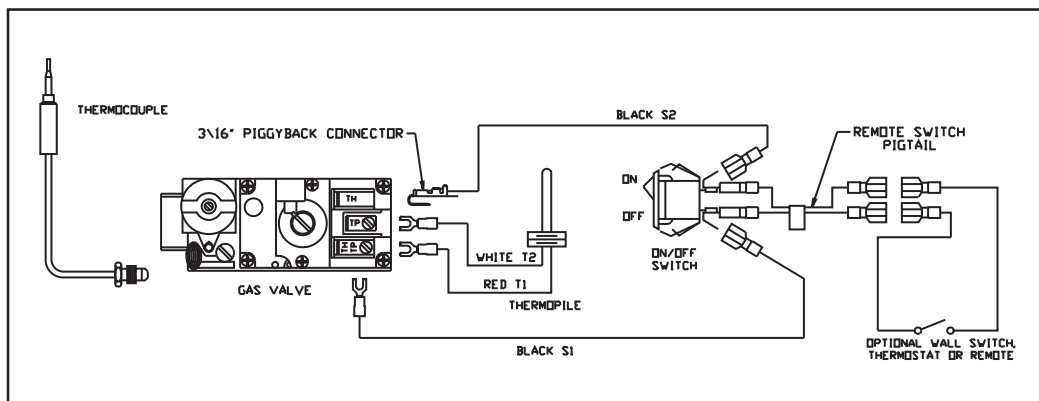 THERMOCOUPLE
3\16" PIGGYBACK CONNECTOR
BLACK S2
REMOTE SWITCH
PIGTAIL
ON
OFF
ON/OFF
SWITCH
TH
TP
TH
TP
GAS VALVE
WHITE T2
RED T1
THERMOPILE
BLACK S1
OPTIONAL WALL SWITCH,
THERMOSTAT OR REMOTE